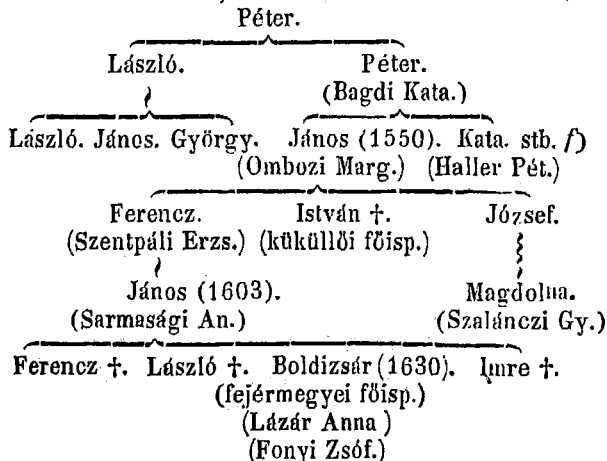 Péter.
László. Péter.
(Bagdi Kata.)
László. János. György. János (1550). Kata. stb. f)
(Ombozi Marg.) (Haller Pét.)
Ferencz. István †. József.
(Szentpáli Erzs.) (küküllői főisp.)
János (1603). Magdolna.
(Sarmasági An.) (Szalánczi Gy.)
Ferencz †. László †. Boldizsár (1630). Imre †.
(fejérmegyei főisp.)
(Lázár Anna )
(Fonyi Zsóf.)